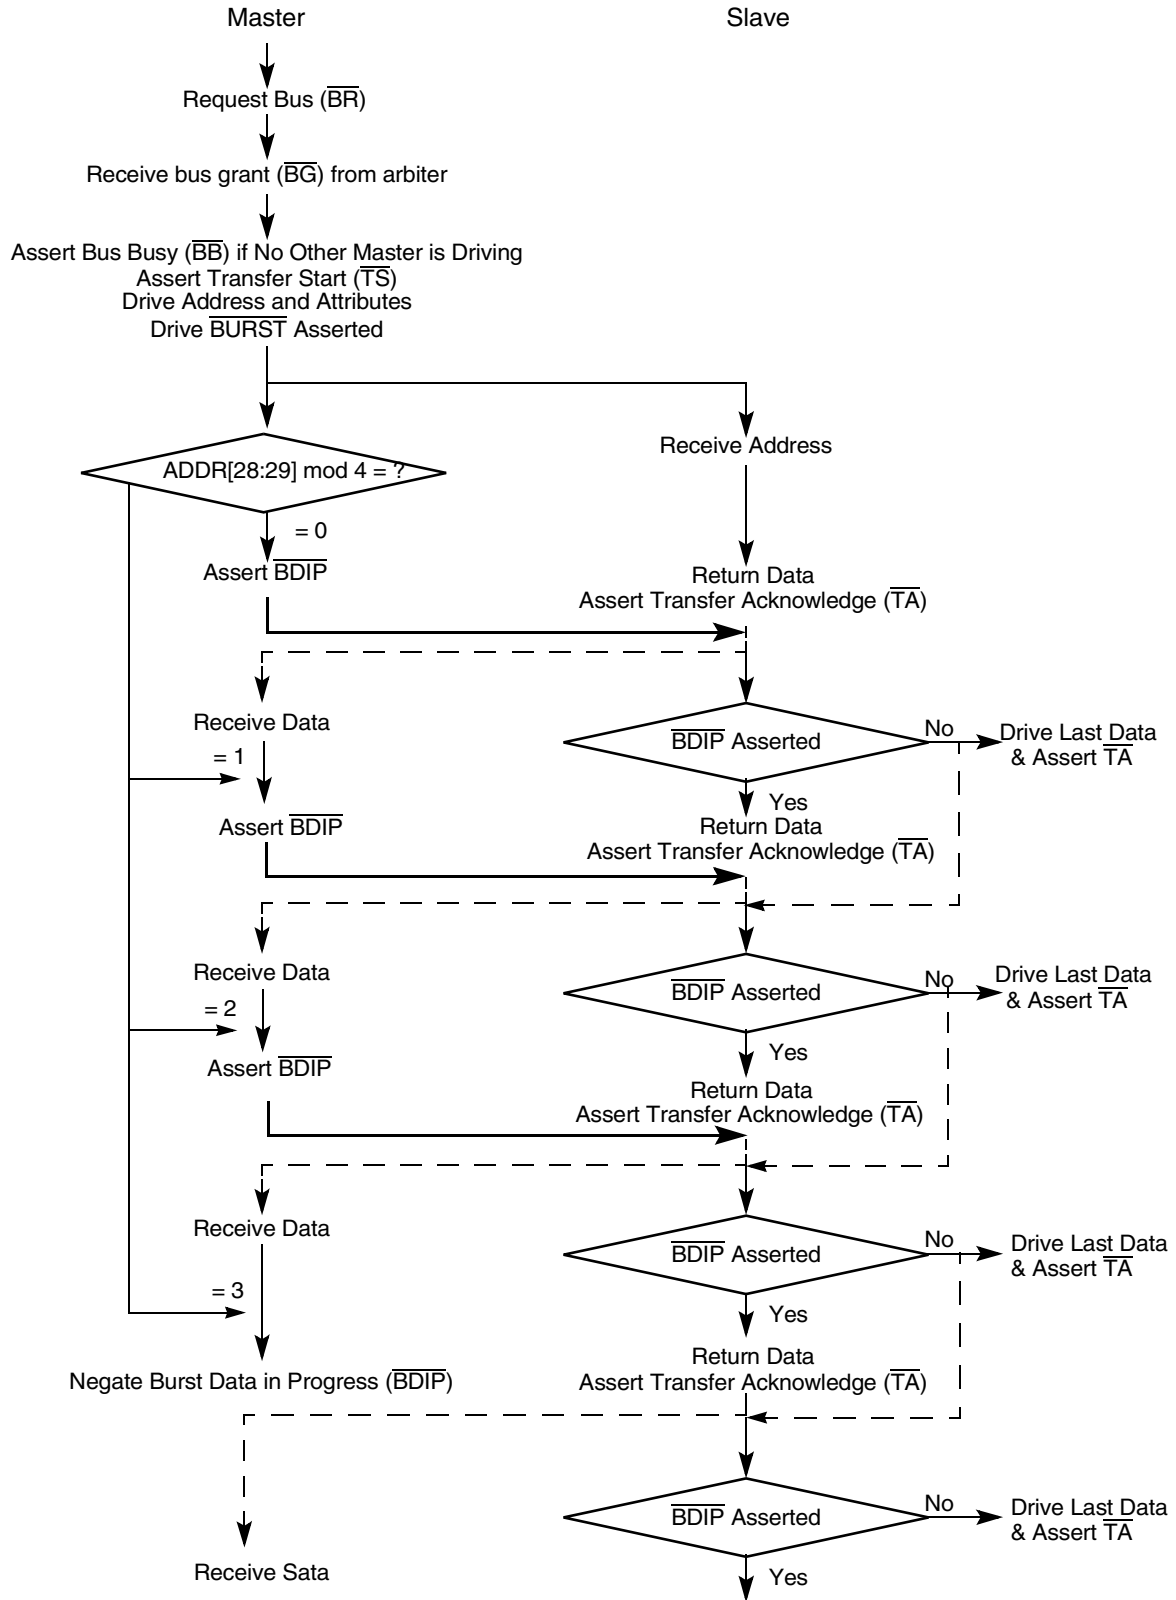 Master
Slave
Request Bus (BR)
Receive bus grant (BG) from arbiter
Assert Bus Busy (BB) if No Other Master is Driving
Assert Transfer Start (TS)
Drive Address and Attributes
Drive BURST Asserted
ADDR[28:29] mod 4 = ?
Receive Address
= 0
Assert BDIP
Return Data
Assert Transfer Acknowledge (TA)
Receive Data
BDIP Asserted
No
Drive Last Data
& Assert TA
= 1
Yes
Assert BDIP
Return Data
Assert Transfer Acknowledge (TA)
Receive Data
BDIP Asserted
No
Drive Last Data
& Assert TA
= 2
Yes
Assert BDIP
Return Data
Assert Transfer Acknowledge (TA)
Receive Data
BDIP Asserted
No
Drive Last Data
& Assert TA
= 3
Yes
Negate Burst Data in Progress (BDIP)
Return Data
Assert Transfer Acknowledge (TA)
BDIP Asserted
No
Drive Last Data
& Assert TA
Receive Sata
Yes